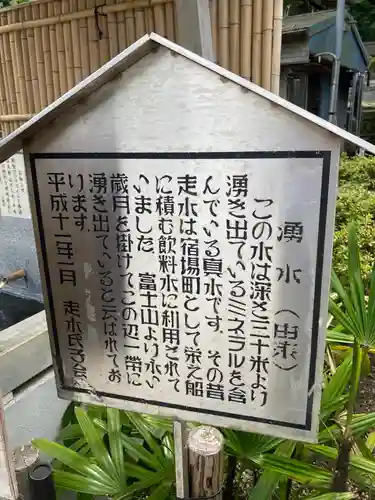 湧水(由来)
この水は深さ三十米より
湧き出ているミネラルを含
んでいる真水です。その昔
走水は宿場町として栄え船
に積む飲料水に利用されて
いました。富士山より永い
歳月を掛けてこの辺一帯に
湧き出ていると云はれてお
ります。
平成十一年二月 走水民
会